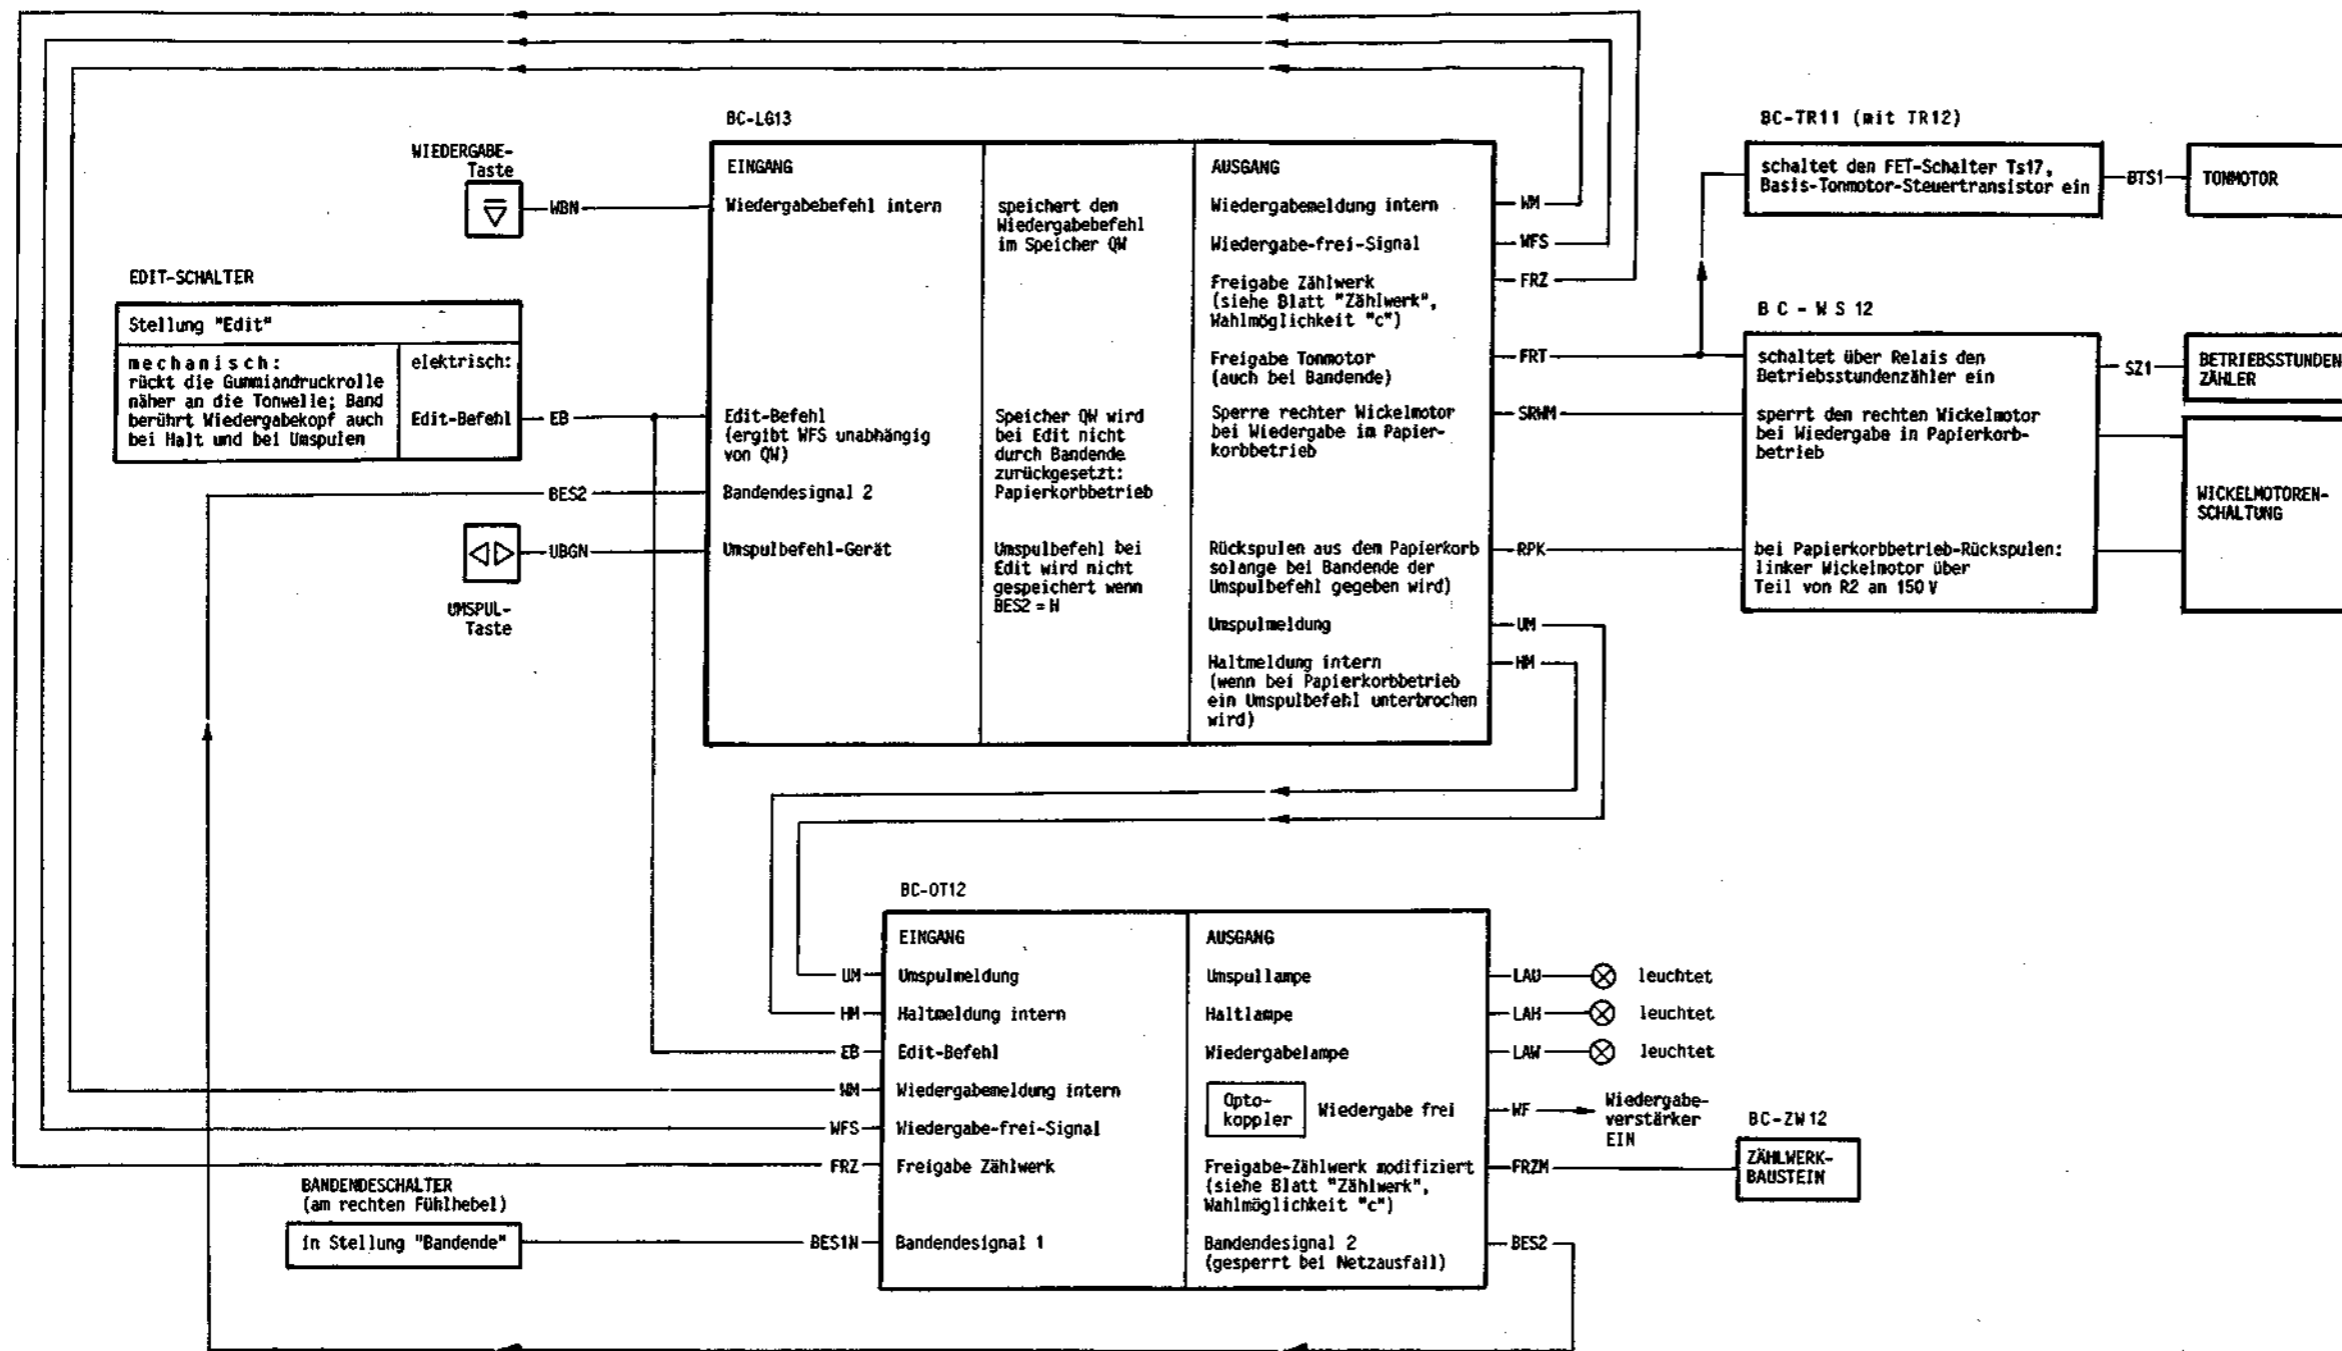 BC-LG13
BC-TR11 (mit TR12)
WIEDERGABE-
Taste
WBN
EINGANG
Wiedergabebefehl intern
speichert den
Wiedergabebefehl
im Speicher QW
AUSGANG
Wiedergabemeldung intern
WM
Wiedergabe-frei-Signal
WFS
Freigabe Zählwerk
(siehe Blatt "Zählwerk",
Wahlmöglichkeit "c")
FRZ
schaltet den FET-Schalter Ts17,
Basis-Tonmotor-Steuertransistor ein
BTS1
TONMOTOR
EDIT-SCHALTER
Stellung "Edit"
mechanisch:
rückt die Gummiandruckrolle
näher an die Tonwelle; Band
berührt Wiedergabekopf auch
bei Halt und bei Umspulen
elektrisch:
Edit-Befehl
EB
Edit-Befehl
(ergibt WFS unabhängig
von QW)
Speicher QW wird
bei Edit nicht
durch Bandende
zurückgesetzt:
Papierkorbbetrieb
Freigabe Tonmotor
(auch bei Bandende)
FRT
Sperre rechter Wickelmotor
bei Wiedergabe im Papier-
korbbetrieb
SRWM
BC-WS 12
schaltet über Relais den
Betriebsstundenzähler ein
SZ1
BETRIEBSSTUNDEN
ZÄHLER
sperrt den rechten Wickelmotor
bei Wiedergabe in Papierkorb-
betrieb
WICKELMOTOREN-
SCHALTUNG
BES2
Bandendesignal 2
UBGN
UMSPUL-
Taste
Umspulbefehl-Gerät
Umspulbefehl bei
Edit wird nicht
gespeichert wenn
BES2 = H
Rückspulen aus dem Papierkorb
solange bei Bandende der
Umspulbefehl gegeben wird)
RPK
bei Papierkorbbetrieb-Rückspulen:
linker Wickelmotor über
Teil von R2 an 150 V
Umspulmeldung
UM
Haltmeldung intern
(wenn bei Papierkorbbetrieb
ein Umspulbefehl unterbrochen
wird)
HM
BC-OT12
EINGANG
AUSGANG
UM
Umspulmeldung
Umspullampe
LAU
leuchtet
HM
Haltmeldung intern
Haltlampe
LAH
leuchtet
EB
Edit-Befehl
Wiedergabelampe
LAW
leuchtet
WM
Wiedergabemeldung intern
Opto-
koppler
Wiedergabe frei
WF
Wiedergabe-
verstärker
EIN
WFS
Wiedergabe-frei-Signal
FRZ
Freigabe Zählwerk
Freigabe-Zählwerk modifiziert
(siehe Blatt "Zählwerk",
Wahlmöglichkeit "c")
FRZM
BC-ZW 12
ZÄHLWERK-
BAUSTEIN
BANDENDESCHALTER
(am rechten Fühlhebel)
in Stellung "Bandende"
BES1N
Bandendesignal 1
Bandendesignal 2
(gesperrt bei Netzausfall)
BES2